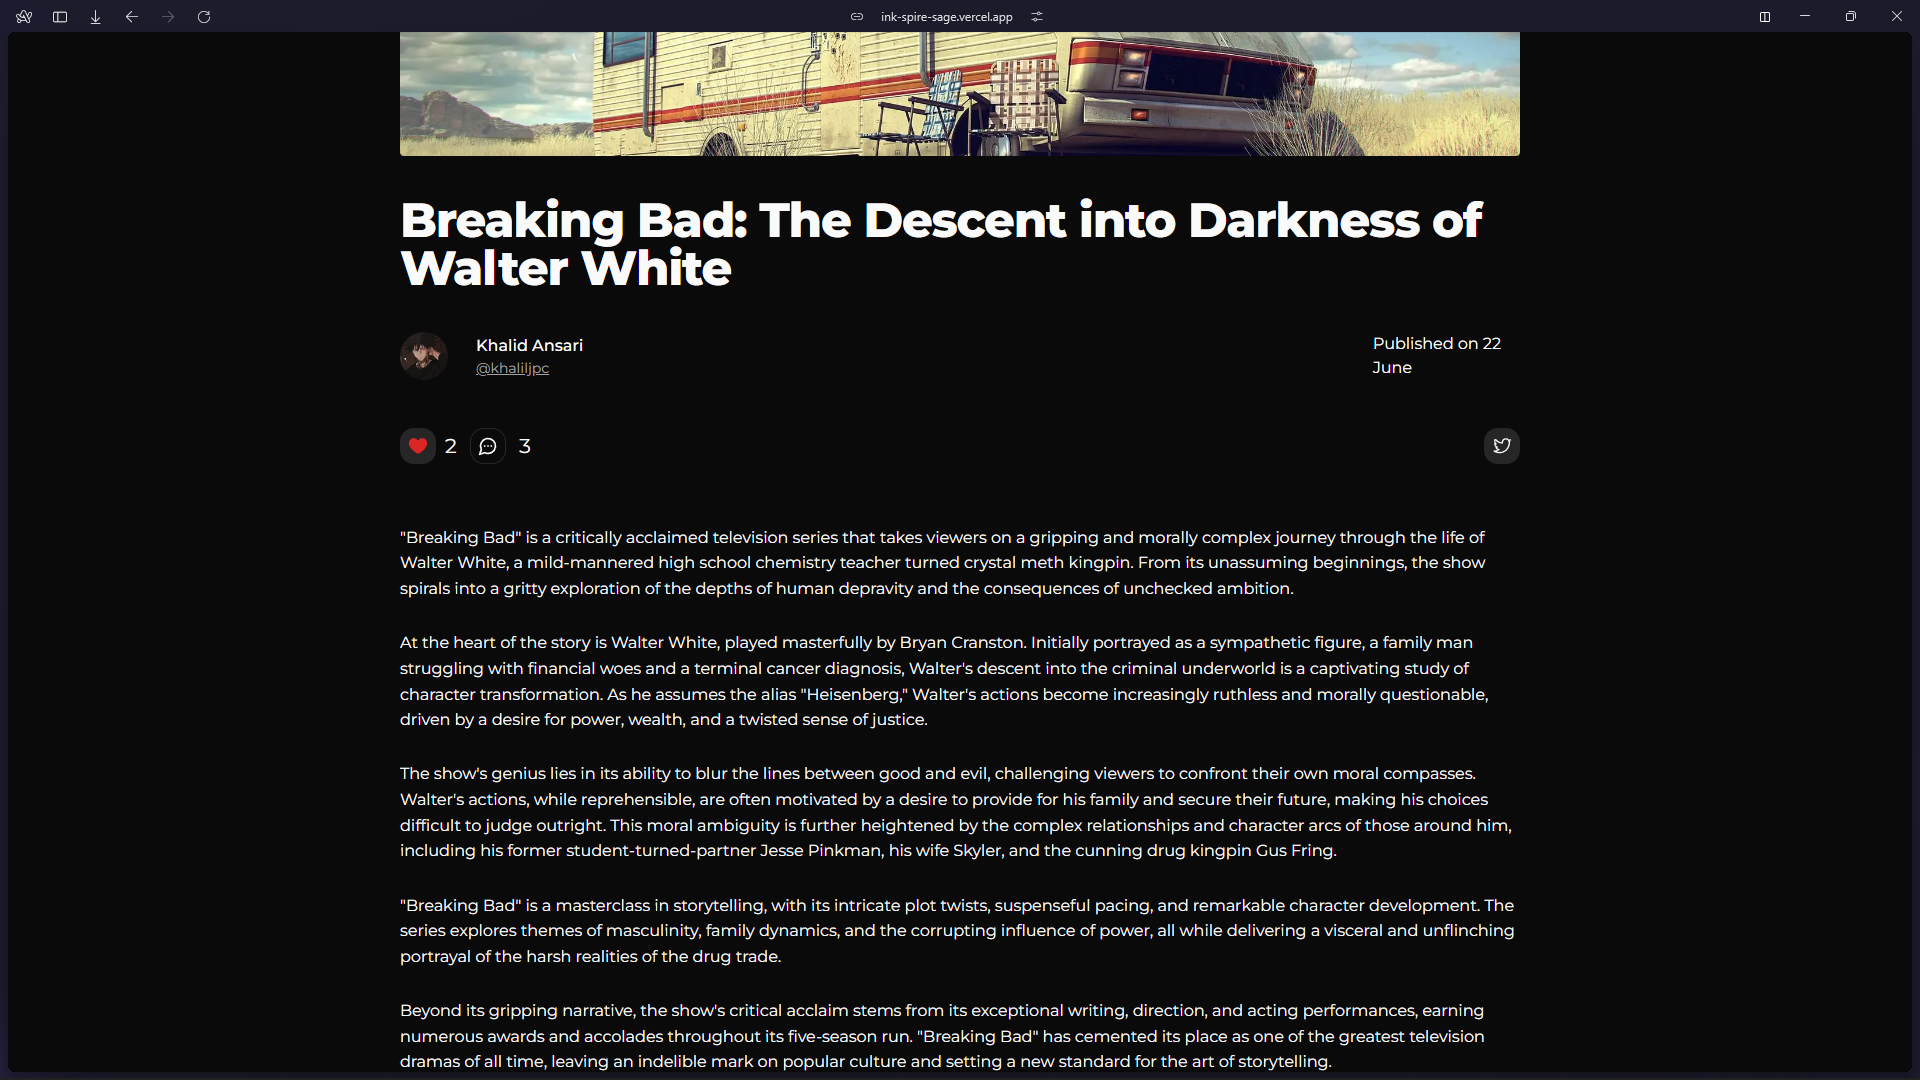 ink-spire-sage.vercel.app
Breaking Bad: The Descent into Darkness of
Walter White
Khalid Ansari
@khaliljpc
Published on 22
June
2
3
"Breaking Bad" is a critically acclaimed television series that takes viewers on a gripping and morally complex journey through the life of
Walter White, a mild-mannered high school chemistry teacher turned crystal meth kingpin. From its unassuming beginnings, the show
spirals into a gritty exploration of the depths of human depravity and the consequences of unchecked ambition.
At the heart of the story is Walter White, played masterfully by Bryan Cranston. Initially portrayed as a sympathetic figure, a family man
struggling with financial woes and a terminal cancer diagnosis, Walter's descent into the criminal underworld is a captivating study of
character transformation. As he assumes the alias "Heisenberg," Walter's actions become increasingly ruthless and morally questionable,
driven by a desire for power, wealth, and a twisted sense of justice.
The show's genius lies in its ability to blur the lines between good and evil, challenging viewers to confront their own moral compasses.
Walter's actions, while reprehensible, are often motivated by a desire to provide for his family and secure their future, making his choices
difficult to judge outright. This moral ambiguity is further heightened by the complex relationships and character arcs of those around him,
including his former student-turned-partner Jesse Pinkman, his wife Skyler, and the cunning drug kingpin Gus Fring.
"Breaking Bad" is a masterclass in storytelling, with its intricate plot twists, suspenseful pacing, and remarkable character development. The
series explores themes of masculinity, family dynamics, and the corrupting influence of power, all while delivering a visceral and unflinching
portrayal of the harsh realities of the drug trade.
Beyond its gripping narrative, the show's critical acclaim stems from its exceptional writing, direction, and acting performances, earning
numerous awards and accolades throughout its five-season run. "Breaking Bad" has cemented its place as one of the greatest television
dramas of all time, leaving an indelible mark on popular culture and setting a new standard for the art of storytelling.